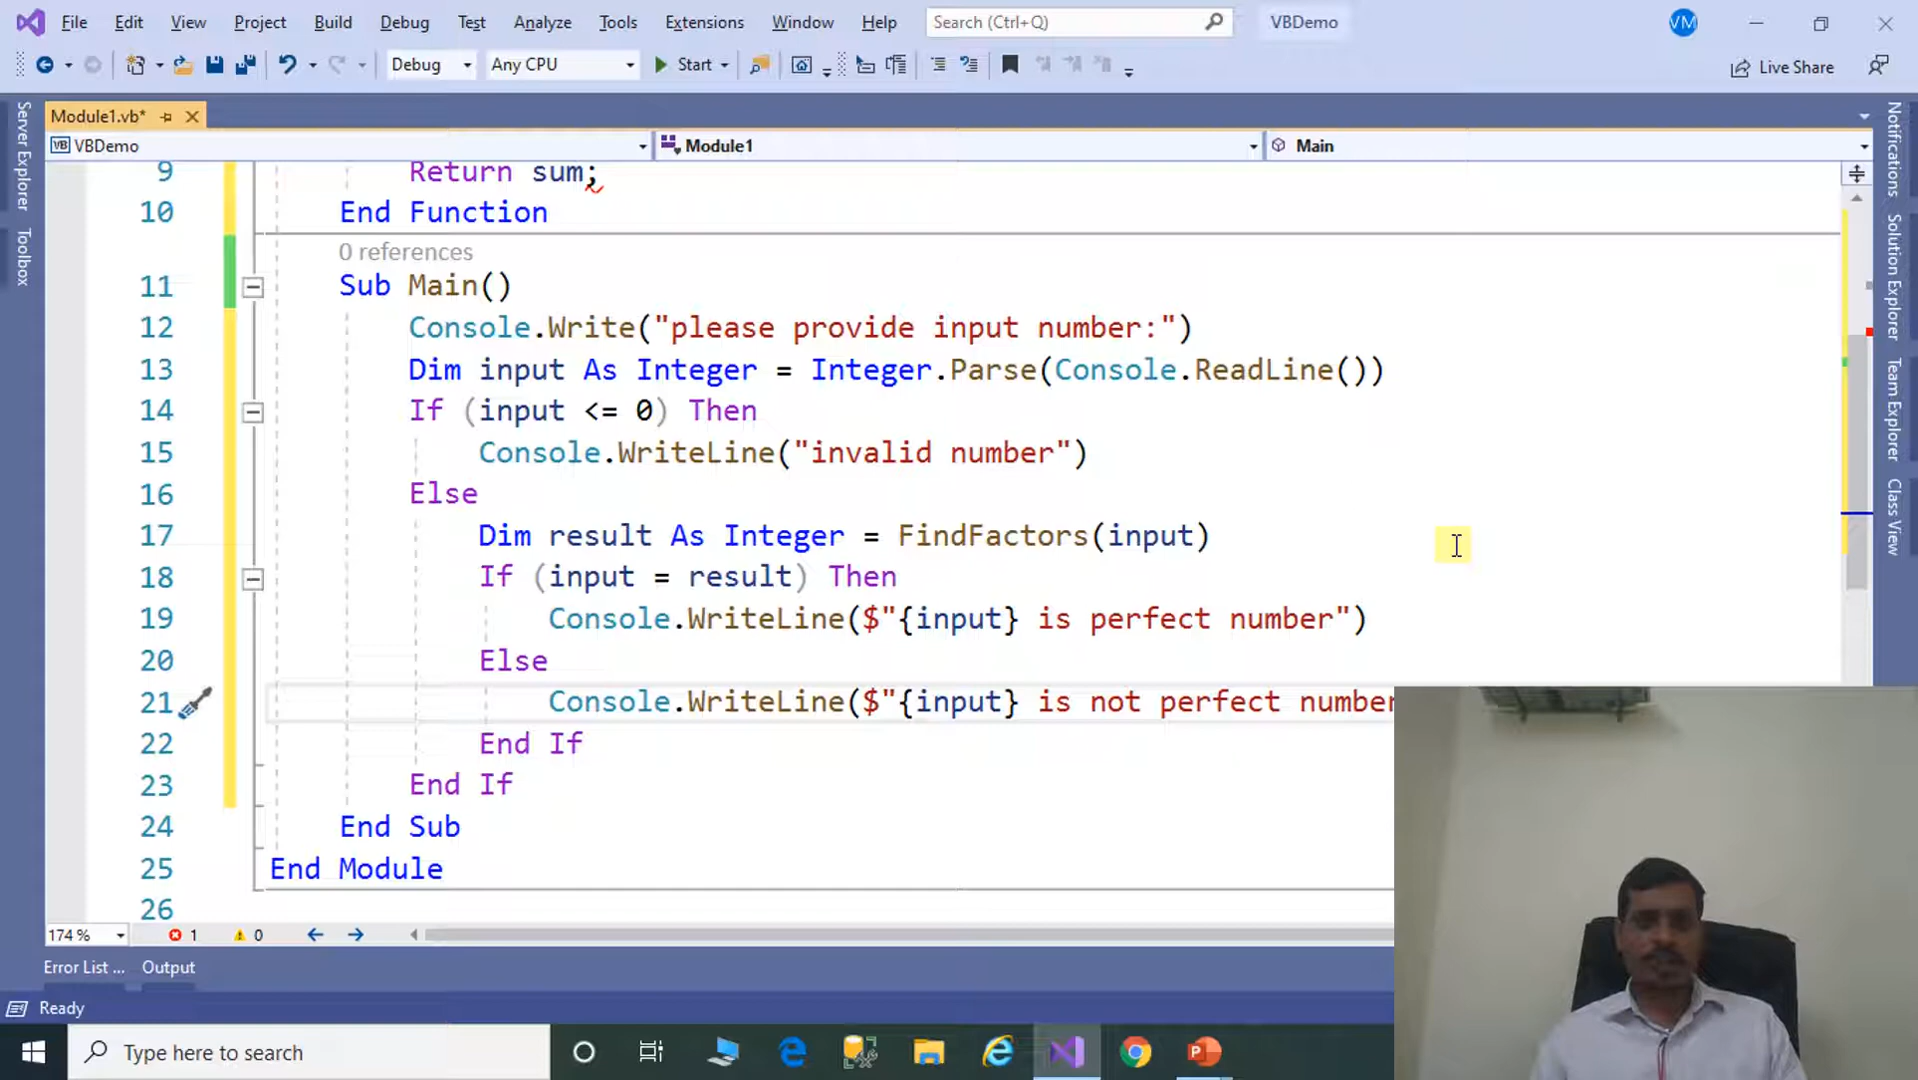 File Edit View Project Build Debug Test Analyze Tools Extensions Window Help Search (Ctrl+Q) VBDemo VM
Debug Any CPU Start Live Share
Module1.vb*
VB VBDemo Module1 Main
Server Explorer
Toolbox
Notifications
Solution Explorer
Team Explorer
Class View
9 Return sum;
10 End Function
0 references
11 Sub Main()
12 Console.Write("please provide input number:")
13 Dim input As Integer = Integer.Parse(Console.ReadLine())
14 If (input <= 0) Then
15 Console.WriteLine("invalid number")
16 Else
17 Dim result As Integer = FindFactors(input)
18 If (input = result) Then
19 Console.WriteLine($"{input} is perfect number")
20 Else
21 Console.WriteLine($"{input} is not perfect number
22 End If
23 End If
24 End Sub
25 End Module
26
174 % 1 0
Error List ... Output
Ready
Type here to search